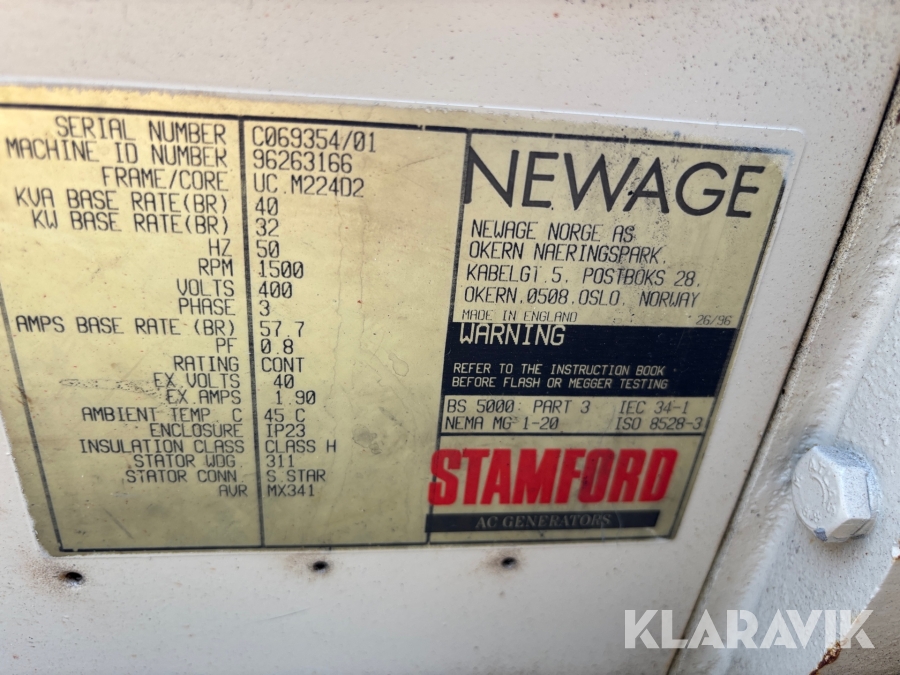 SERIAL NUMBER C069354/01
MACHINE ID NUMBER 96263166
FRAME/CORE UC.M224D2
KVA BASE RATE(BR) 40
KW BASE RATE(BR) 32
HZ 50
RPM 1500
VOLTS 400
PHASE 3
AMPS BASE RATE (BR) 57.7
PF 0.8
RATING CONT
EX VOLTS 40
EX AMPS 1.90
AMBIENT TEMP. C 45 C
ENCLOSURE IP23
INSULATION CLASS CLASS H
STATOR WDG. 311
STATOR CONN. S.STAR
AVR MX341
NEWAGE
NEWAGE NORGE AS
OKERN NAERINGSPARK.
KABELGT.5. POSTBOKS 28.
OKERN.0508.OSLO. NORWAY
MADE IN ENGLAND 26/96
WARNING
REFER TO THE INSTRUCTION BOOK
BEFORE FLASH OR MEGGER TESTING
BS 5000: PART 3 IEC 34-1
NEMA MG 1-20 ISO 8528-3
STAMFORD
AC GENERATORS
KLARAVIK